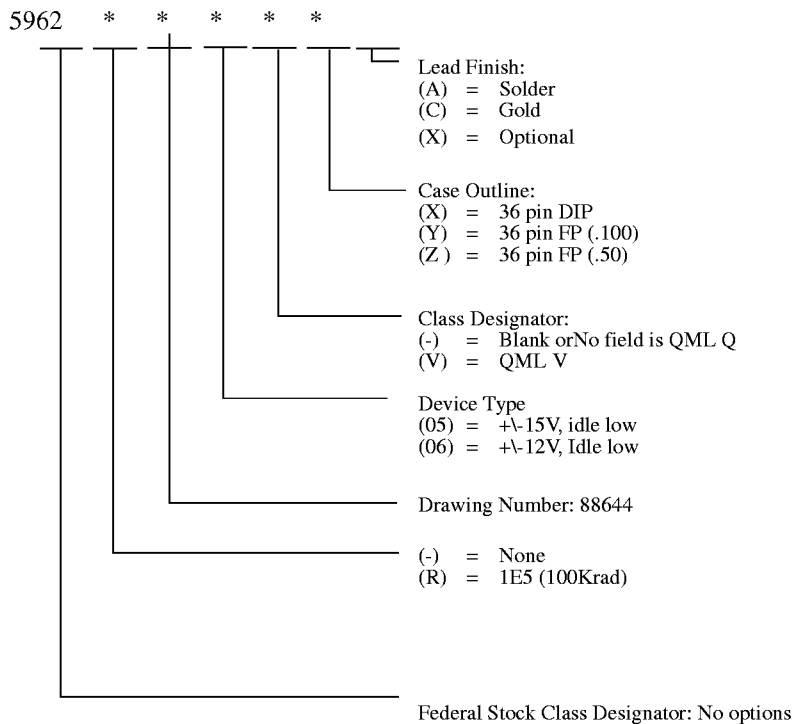 5962 * * * * *
Lead Finish:
(A) = Solder
(C) = Gold
(X) = Optional
Case Outline:
(X) = 36 pin DIP
(Y) = 36 pin FP (.100)
(Z ) = 36 pin FP (.50)
Class Designator:
(-) = Blank orNo field is QML Q
(V) = QML V
Device Type
(05) = +\-15V, idle low
(06) = +\-12V, Idle low
Drawing Number: 88644
(-) = None
(R) = 1E5 (100Krad)
Federal Stock Class Designator: No options